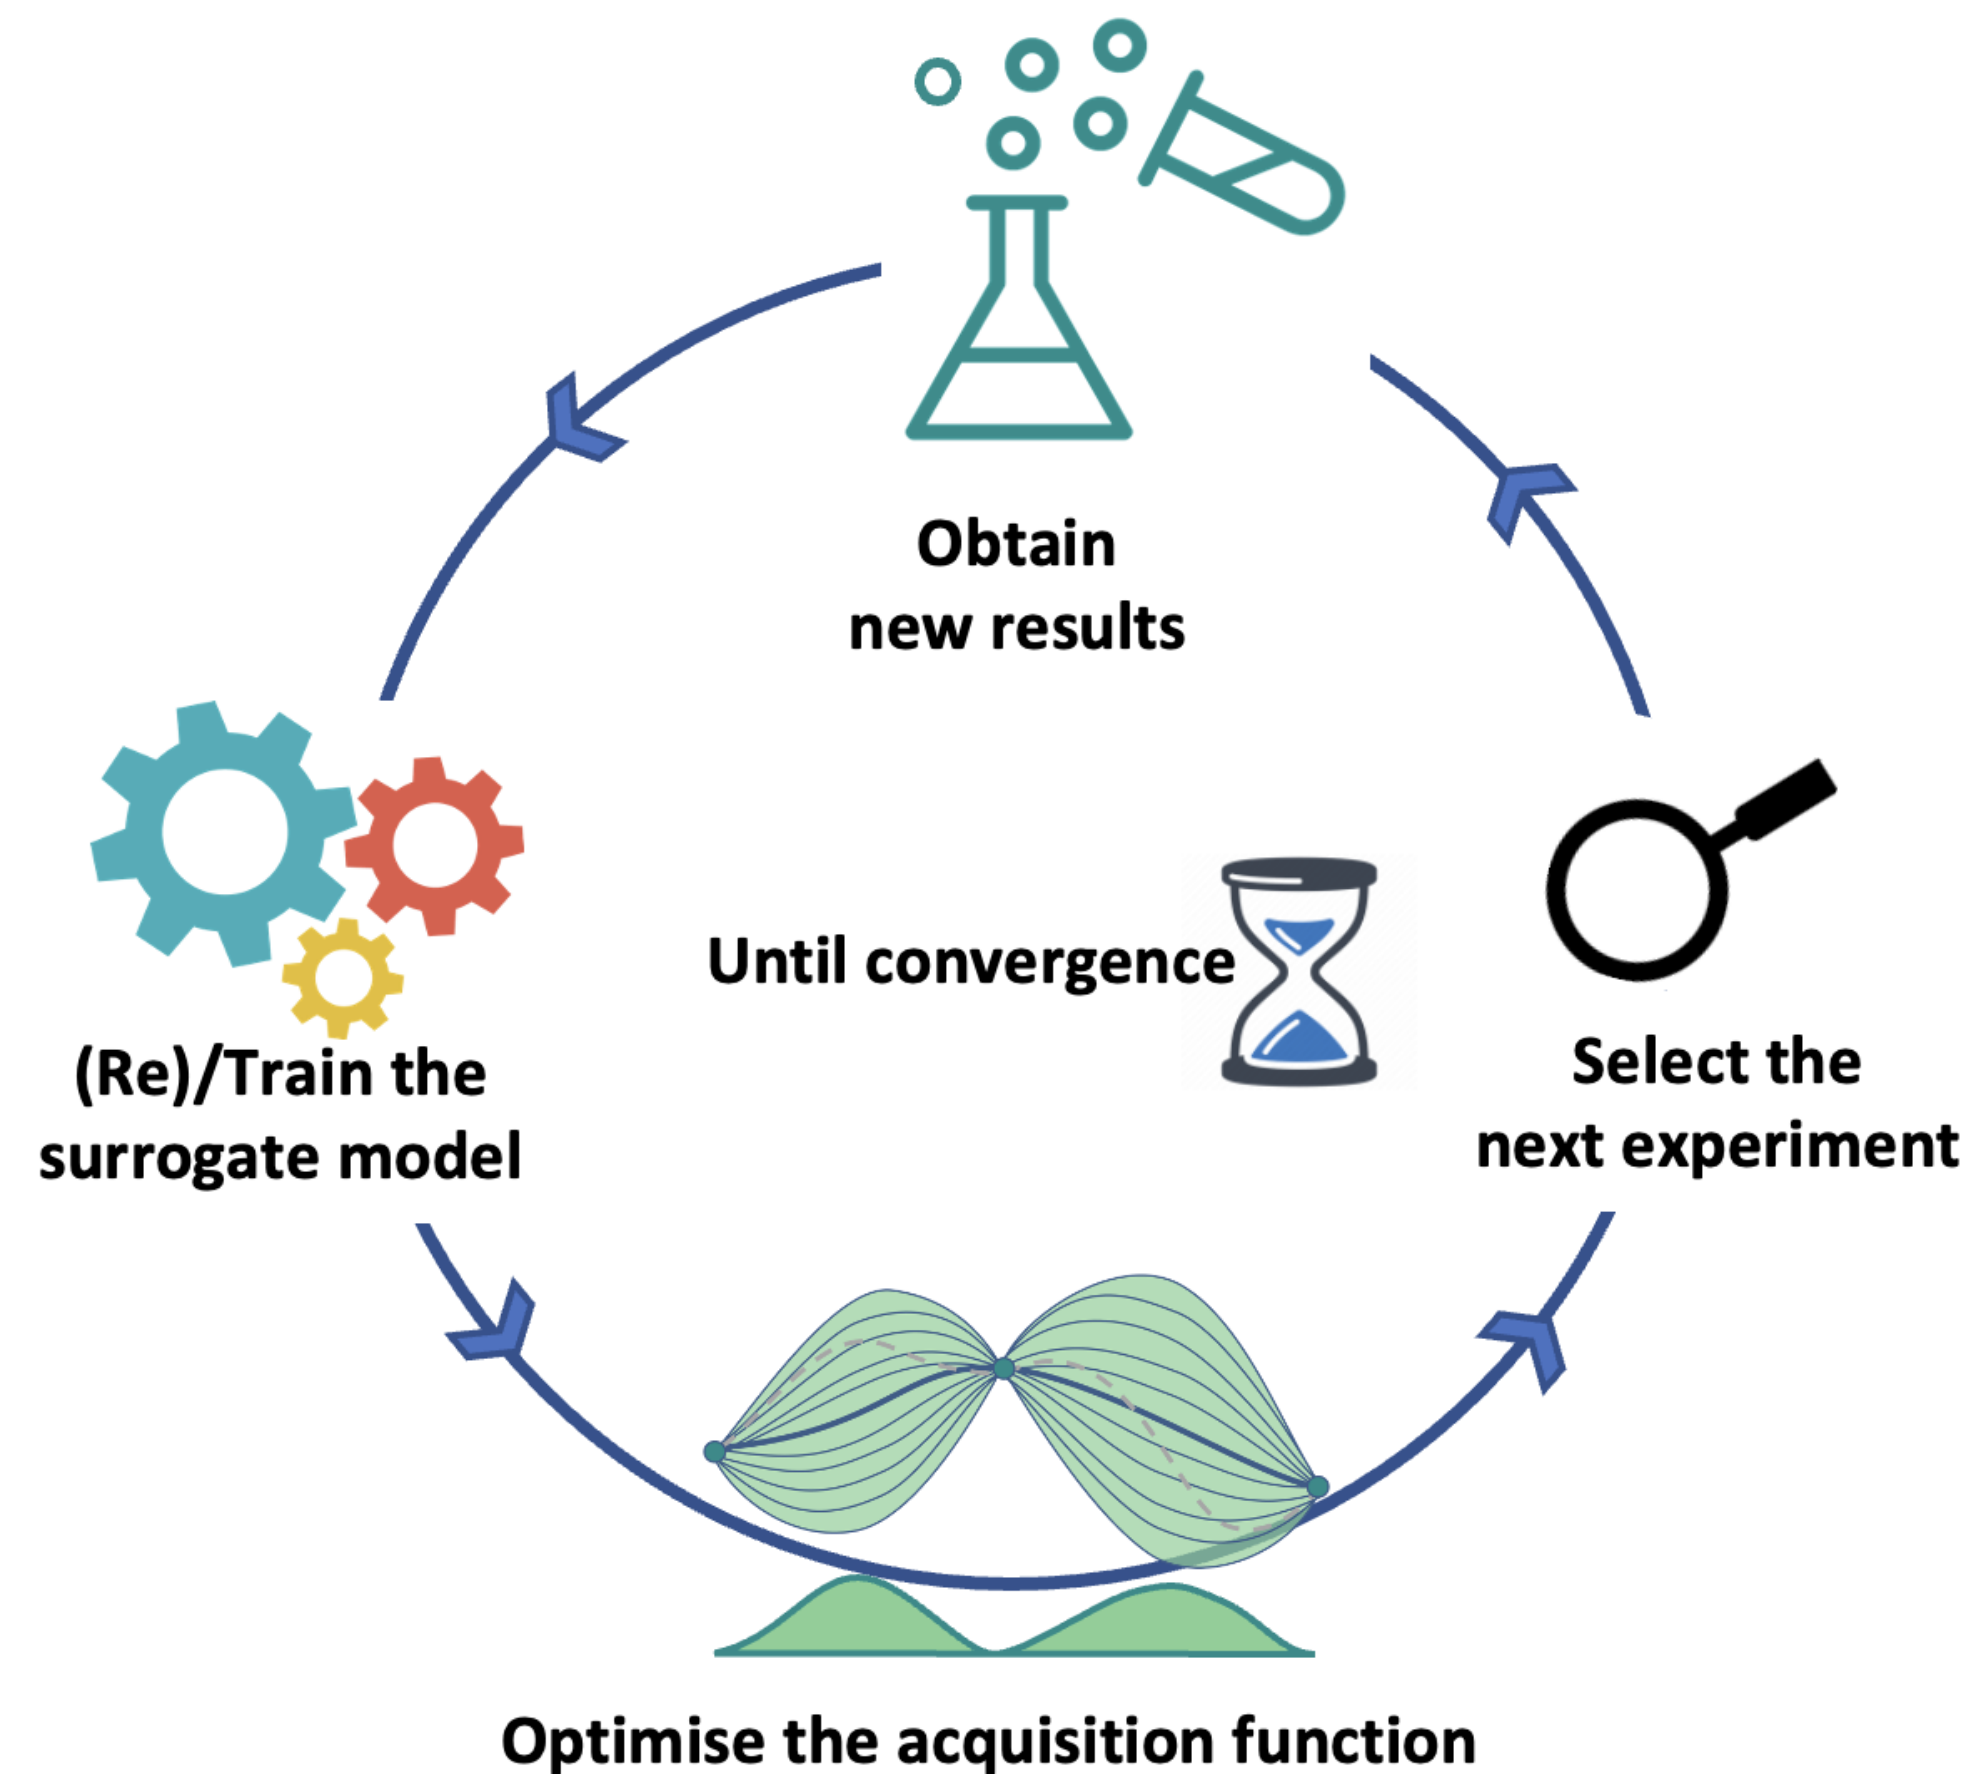 Obtain
new results
Until convergence
(Re)/Train the
surrogate model
Select the
next experiment
Optimise the acquisition function